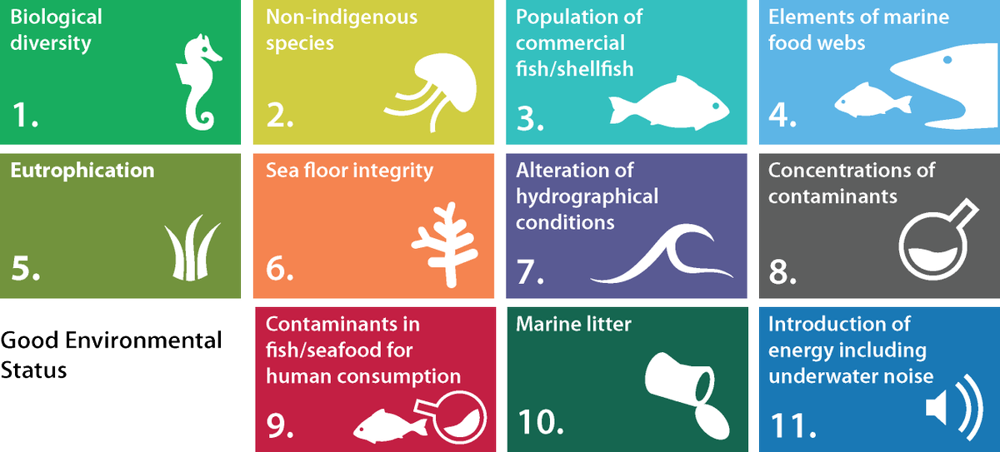 Biological
diversity
1.
Non-indigenous
species
2.
Population of
commercial
fish/shellfish
3.
Elements of marine
food webs
4.
Eutrophication
5.
Sea floor integrity
6.
Alteration of
hydrographical
conditions
7.
Concentrations of
contaminants
8.
Good Environmental
Status
Contaminants in
fish/seafood for
human consumption
9.
Marine litter
10.
Introduction of
energy including
underwater noise
11.